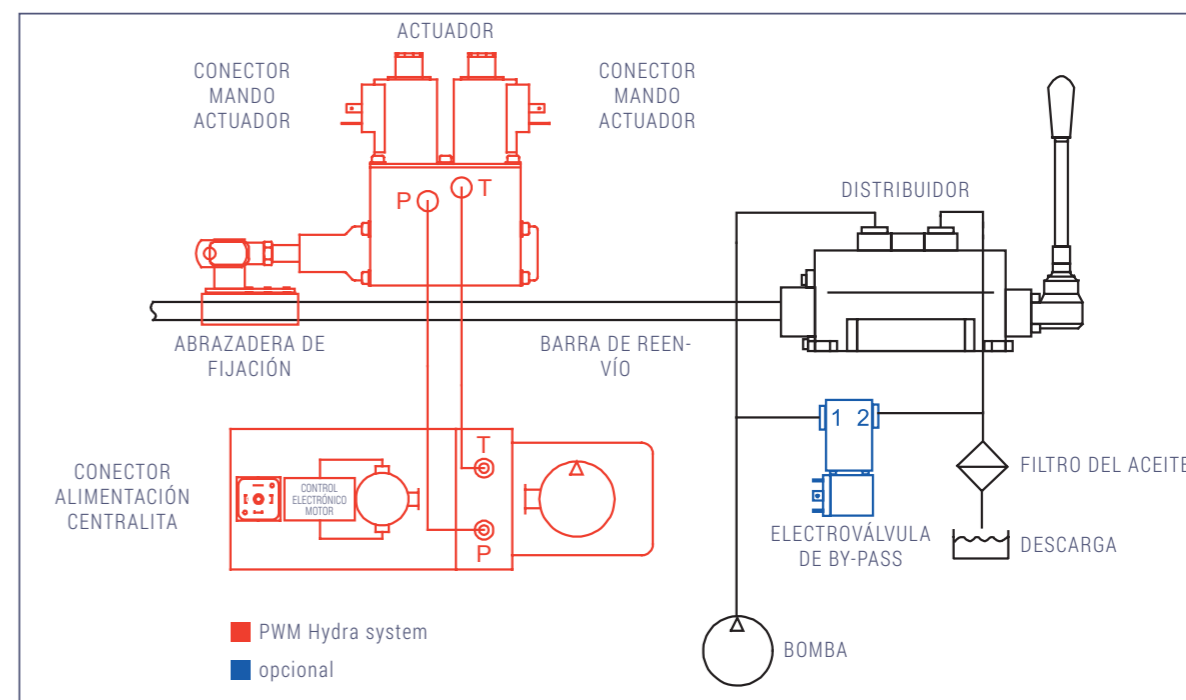 ACTUADOR
CONECTOR
MANDO
ACTUADOR
CONECTOR
MANDO
ACTUADOR
DISTRIBUIDOR
P
T
ABRAZADERA DE
FIJACIÓN
BARRA DE REEN-
VÍO
1 2
CONECTOR
ALIMENTACIÓN
CENTRALITA
CONTROL
ELECTRÓNICO
MOTOR
T
P
FILTRO DEL ACEITE
ELECTROVÁLVULA
DE BY-PASS
DESCARGA
PWM Hydra system
opcional
BOMBA